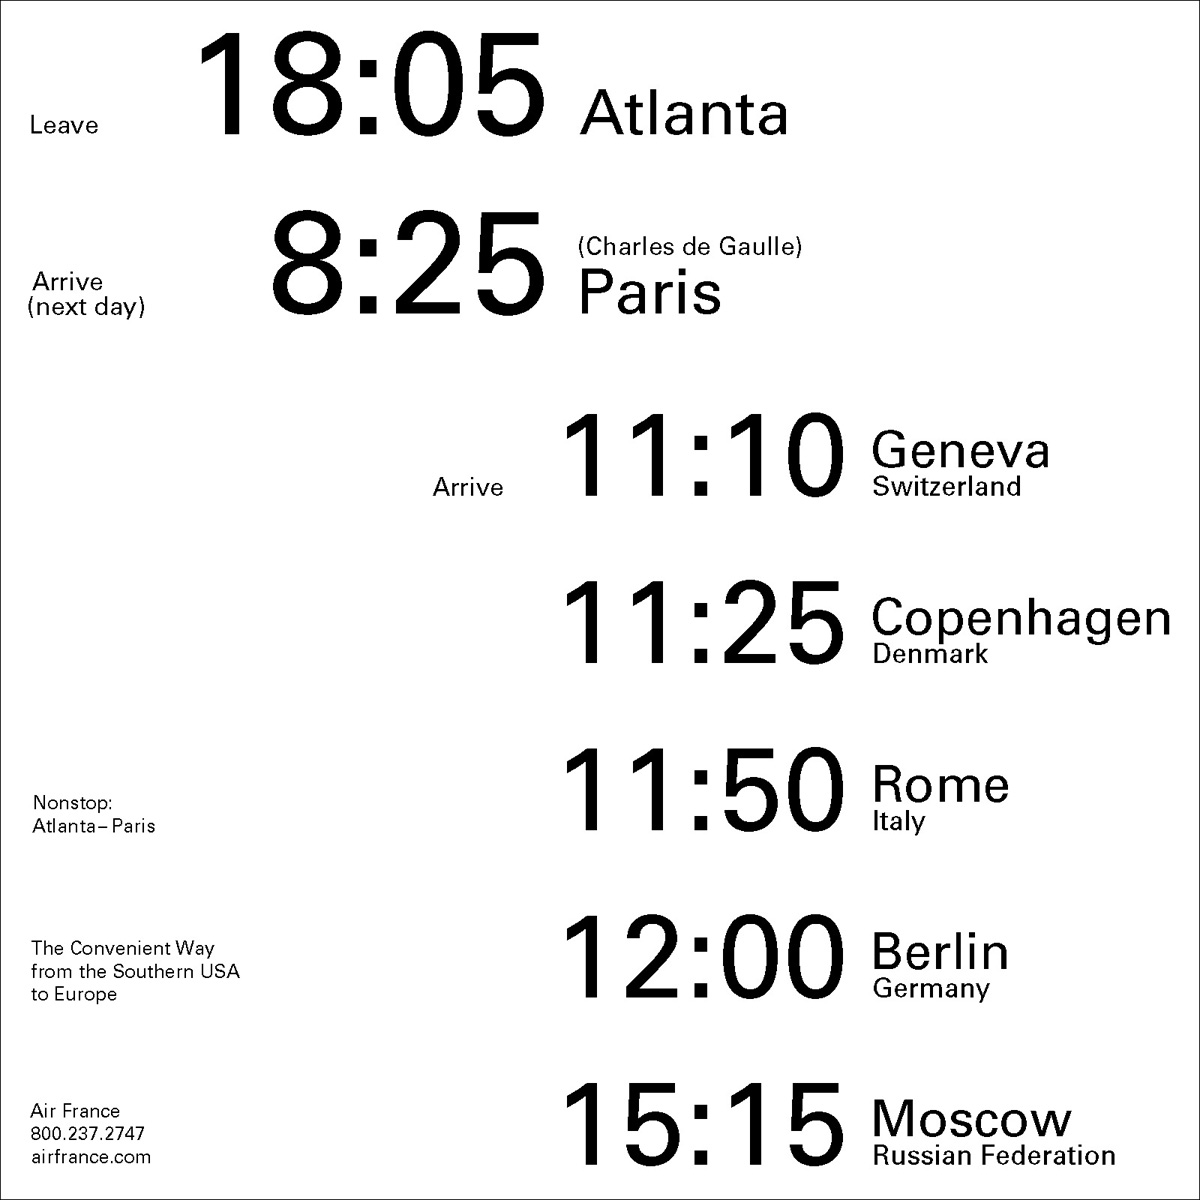 Leave 18:05 Atlanta
(Charles de Gaulle)
Arrive
(next day) 8:25 Paris
Arrive 11:10 Geneva
Switzerland
11:25 Copenhagen
Denmark
11:50 Rome
Italy
Nonstop:
Atlanta–Paris
12:00 Berlin
Germany
The Convenient Way
from the Southern USA
to Europe
15:15 Moscow
Russian Federation
Air France
800.237.2747
airfrance.com